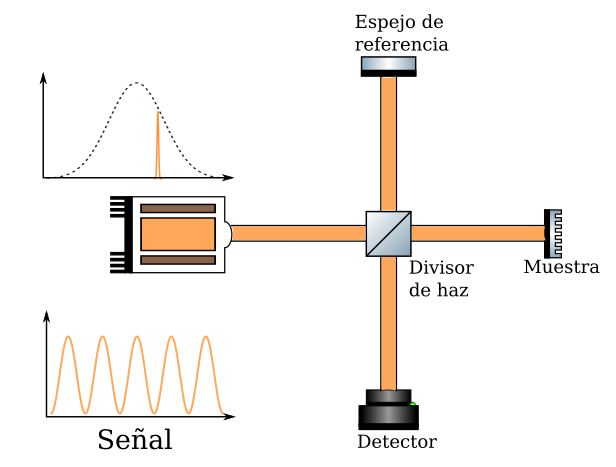 Espejo de
referencia
Divisor
de haz
Muestra
Señal
Detector